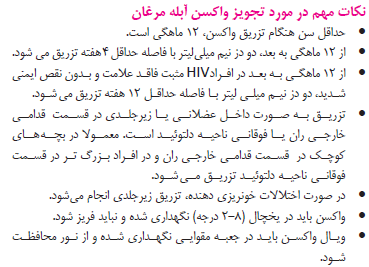 نکات مهم در مورد تجویز واکسن آبله مرغان
• حداقل سن هنگام تزریق واکسن، ۱۲ ماهگی است.
• از ۱۲ ماهگی به بعد، دو دز نیم میلی‌لیتر با فاصله حداقل ۴ هفته تزریق می شود.
• از ۱۲ ماهگی به بعد در افراد HIV مثبت فاقد علامت و بدون نقص ایمنی
شدید، دو دز نیم میلی لیتر با فاصله حداقل ۱۲ هفته تزریق می شود.
• تزریق به صورت داخل عضلانی یا زیرجلدی در قسمت قدامی
خارجی ران یا فوقانی ناحیه دلتوئید است. معمولا در بچه‌های
کوچک در قسمت قدامی خارجی ران و در افراد بزرگ تر در قسمت
فوقانی ناحیه دلتوئید تزریق می شود.
• در صورت اختلالات خونریزی دهنده، تزریق زیرجلدی انجام می‌شود.
• واکسن باید در یخچال (۸-۲ درجه) نگهداری شده و نباید فریز شود.
• ویال واکسن باید در جعبه مقوایی نگهداری شده و از نور محافظت
شود.